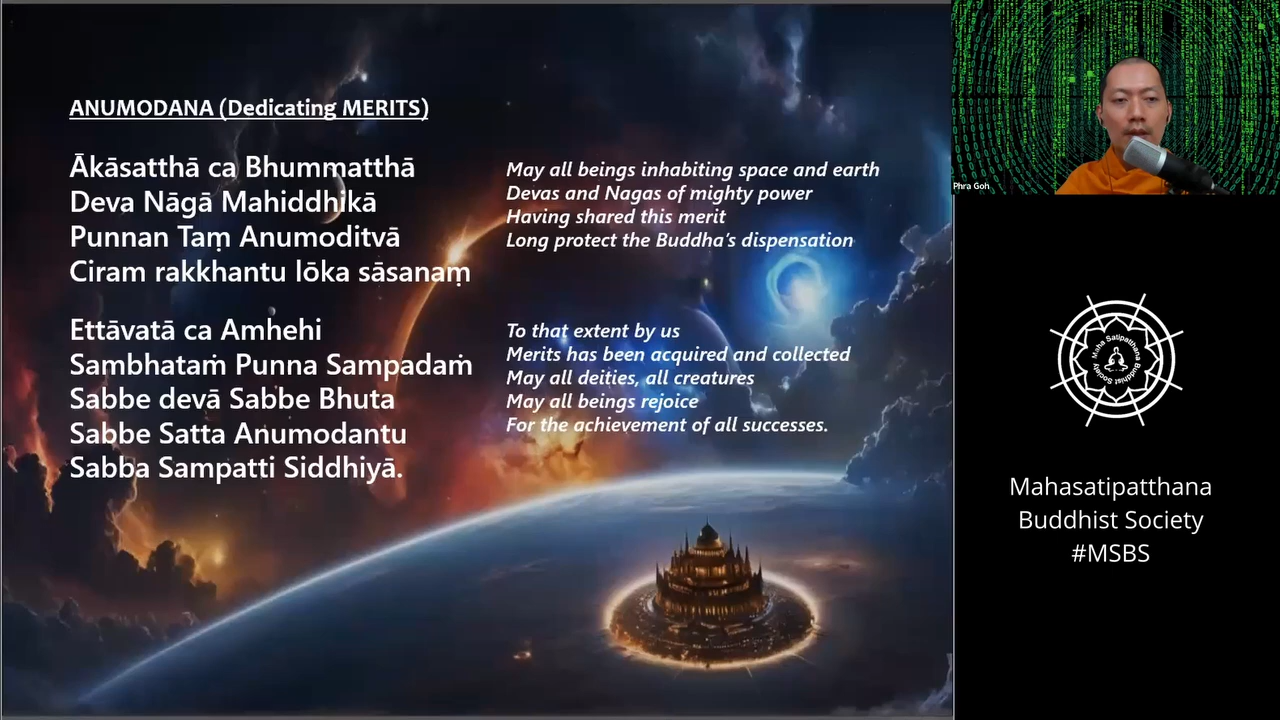 ANUMODANA (Dedicating MERITS)
Ākāsatthā ca Bhummatthā
Deva Nāgā Mahiddhikā
Punnan Taṃ Anumoditvā
Ciram rakkhantu lōka sāsanaṃ
May all beings inhabiting space and earth
Devas and Nagas of mighty power
Having shared this merit
Long protect the Buddha's dispensation
Ettāvatā ca Amhehi
Sambhataṁ Punna Sampadaṁ
Sabbe devā Sabbe Bhuta
Sabbe Satta Anumodantu
Sabba Sampatti Siddhiyā.
To that extent by us
Merits has been acquired and collected
May all deities, all creatures
May all beings rejoice
For the achievement of all successes.
Phra Goh
Maha Satipatthana
Buddhist Society
Mahasatipatthana
Buddhist Society
#MSBS